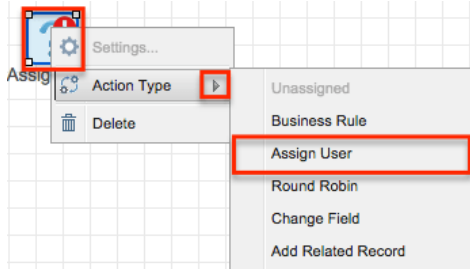 Settings...
Assig
Action Type
Delete
Unassigned
Business Rule
Assign User
Round Robin
Change Field
Add Related Record